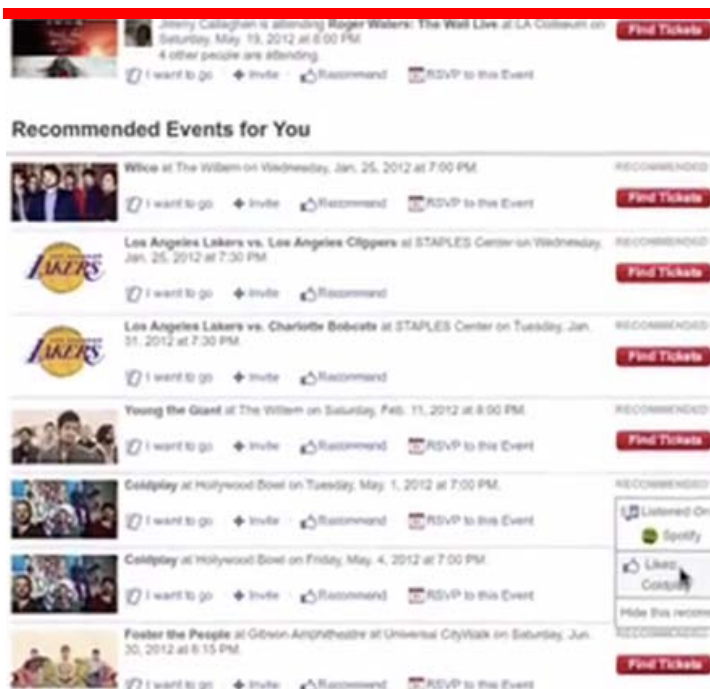 Jimmy Callaghan is attending Roger Waters: The Wall Live at LA Coliseum on
Saturday, May. 19, 2012 at 8:00 PM
4 other people are attending.
Find Tickets
I want to go Invite Recommend RSVP to this Event
Recommended Events for You
Wilco at The Wiltern on Wednesday, Jan. 25, 2012 at 7:00 PM.
RECOMMENDED
I want to go Invite Recommend RSVP to this Event
Find Tickets
Los Angeles Lakers vs. Los Angeles Clippers at STAPLES Center on Wednesday,
Jan. 25, 2012 at 7:30 PM
RECOMMENDED
LAKERS
Find Tickets
I want to go Invite Recommend
Los Angeles Lakers vs. Charlotte Bobcats at STAPLES Center on Tuesday, Jan.
31, 2012 at 7:30 PM.
RECOMMENDED
LAKERS
Find Tickets
I want to go Invite Recommend
Young the Giant at The Wiltern on Saturday, Feb. 11, 2012 at 8:00 PM.
RECOMMENDED
I want to go Invite Recommend RSVP to this Event
Find Tickets
Coldplay at Hollywood Bowl on Tuesday, May. 1, 2012 at 7:00 PM.
RECOMMENDED
I want to go Invite Recommend RSVP to this Event
Listened On
Spotify
Coldplay at Hollywood Bowl on Friday, May. 4, 2012 at 7:00 PM.
Likes
Coldplay
I want to go Invite Recommend RSVP to this Event
Hide this recom
Foster the People at Gibson Amphitheatre at Universal CityWalk on Saturday, Jun.
30, 2012 at 8:15 PM.
RECOMMENDED
Find Tickets
I want to go Invite Recommend RSVP to this Event